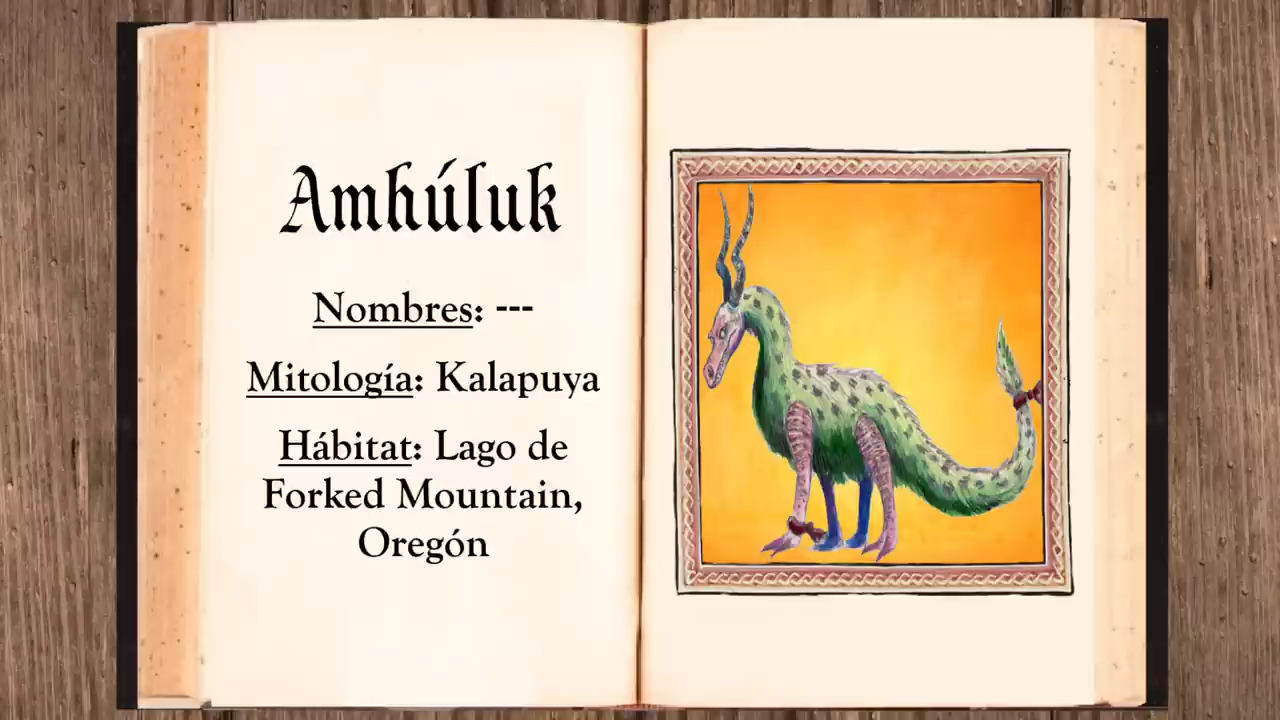 Amhúluk
Nombres: ---
Mitología: Kalapuya
Hábitat: Lago de
Forked Mountain,
Oregón